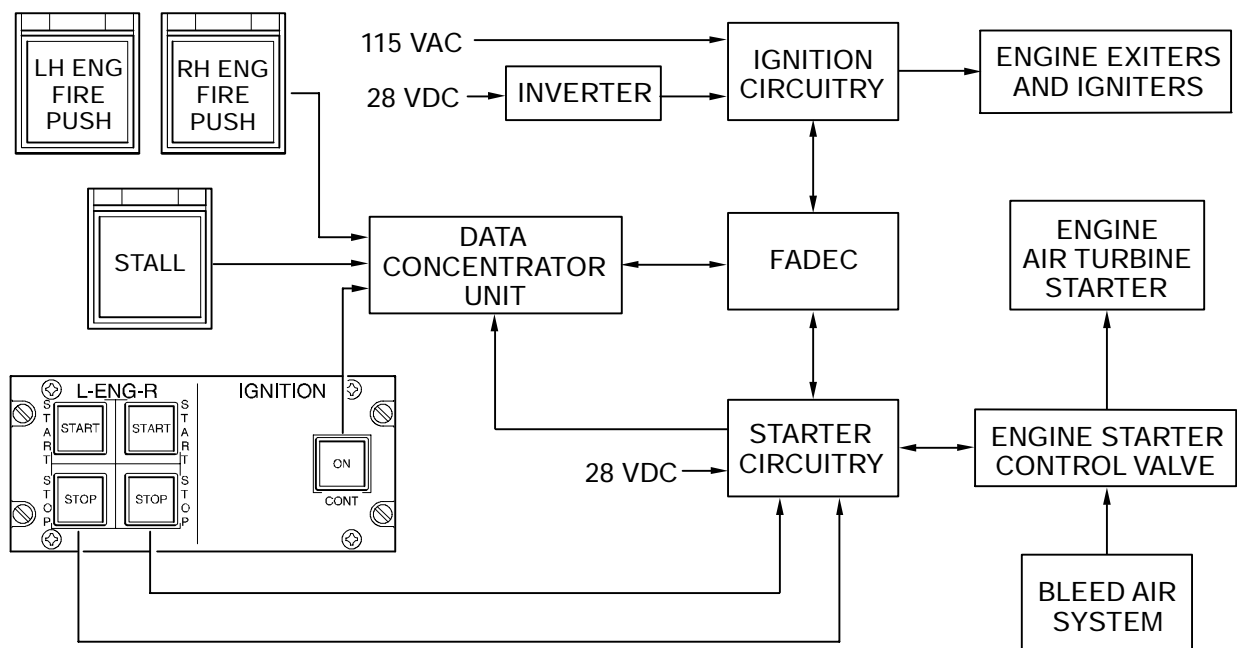 LH ENG
FIRE
PUSH
RH ENG
FIRE
PUSH
115 VAC
28 VDC
INVERTER
IGNITION
CIRCUITRY
ENGINE EXITERS
AND IGNITERS
STALL
DATA
CONCENTRATOR
UNIT
FADEC
ENGINE
AIR TURBINE
STARTER
L-ENG-R
IGNITION
START
START
START
START
STOP
STOP
STOP
STOP
ON
CONT
28 VDC
STARTER
CIRCUITRY
ENGINE STARTER
CONTROL VALVE
BLEED AIR
SYSTEM